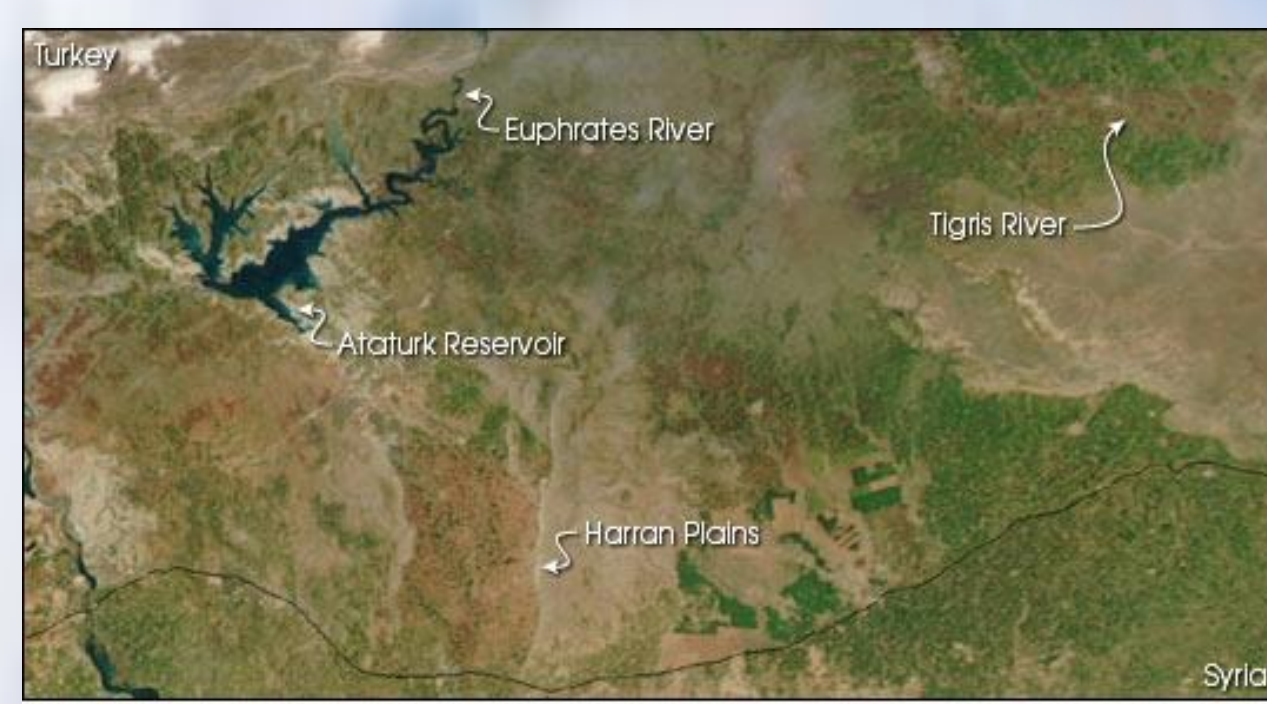 Turkey
Euphrates River
Tigris River
Ataturk Reservoir
Harran Plains
Syria